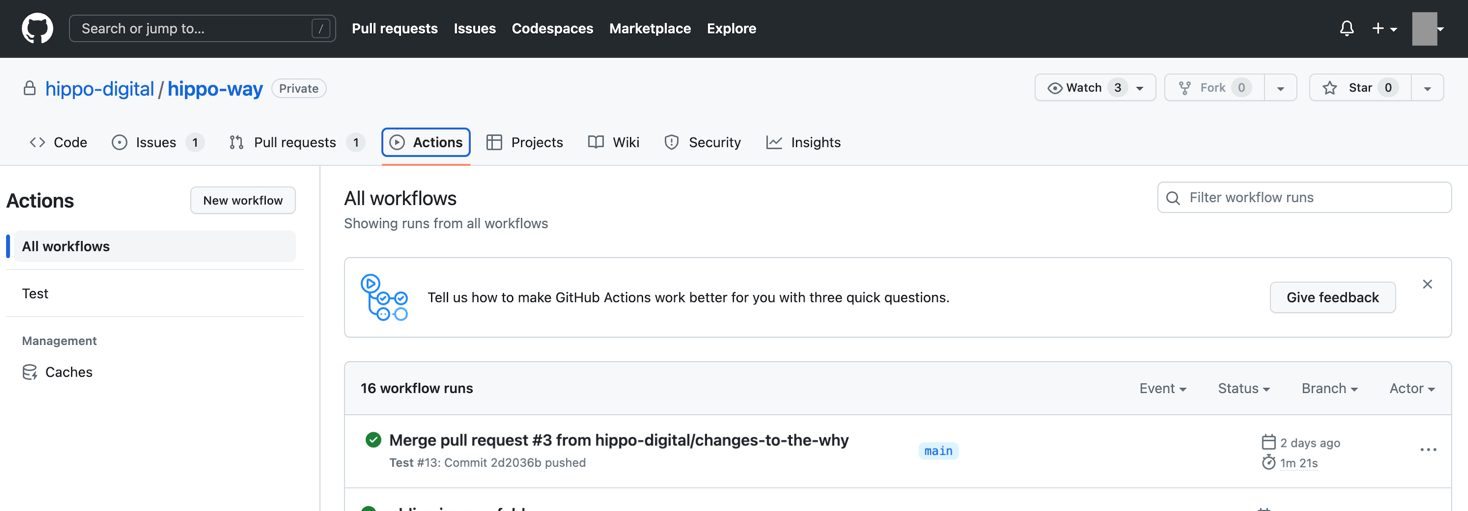 Search or jump to... /
Pull requests Issues Codespaces Marketplace Explore
hippo-digital / hippo-way Private
Watch 3 Fork 0 Star 0
Code Issues 1 Pull requests 1 Actions Projects Wiki Security Insights
Actions New workflow
All workflows
Test
Management
Caches
All workflows
Showing runs from all workflows
Filter workflow runs
Tell us how to make GitHub Actions work better for you with three quick questions.
Give feedback
16 workflow runs Event Status Branch Actor
Merge pull request #3 from hippo-digital/changes-to-the-why
Test #13: Commit 2d2036b pushed
main
2 days ago
1m 21s